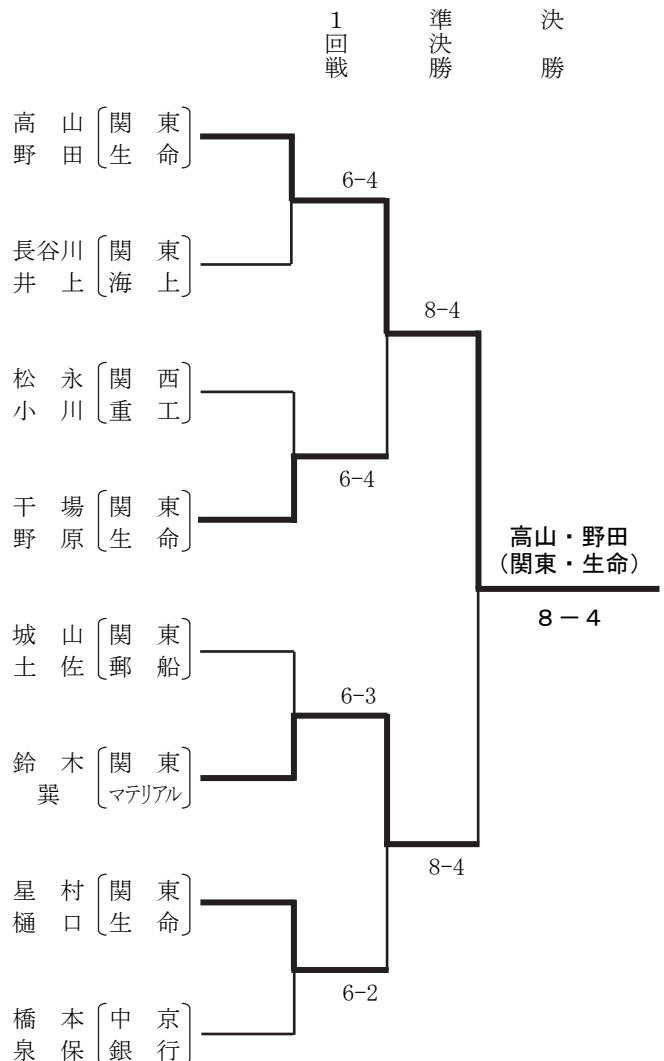 1回戦
準決勝
決勝
高山 [関東
野田 生命]
6-4
長谷川 [関東
井上 海上]
8-4
松永 [関西
小川 重工]
6-4
干場 [関東
野原 生命]
高山・野田
(関東・生命)
8-4
城山 [関東
土佐 郵船]
6-3
鈴木 [関東
巽 マテリアル]
8-4
星村 [関東
樋口 生命]
6-2
橋本 [中京
泉保 銀行]